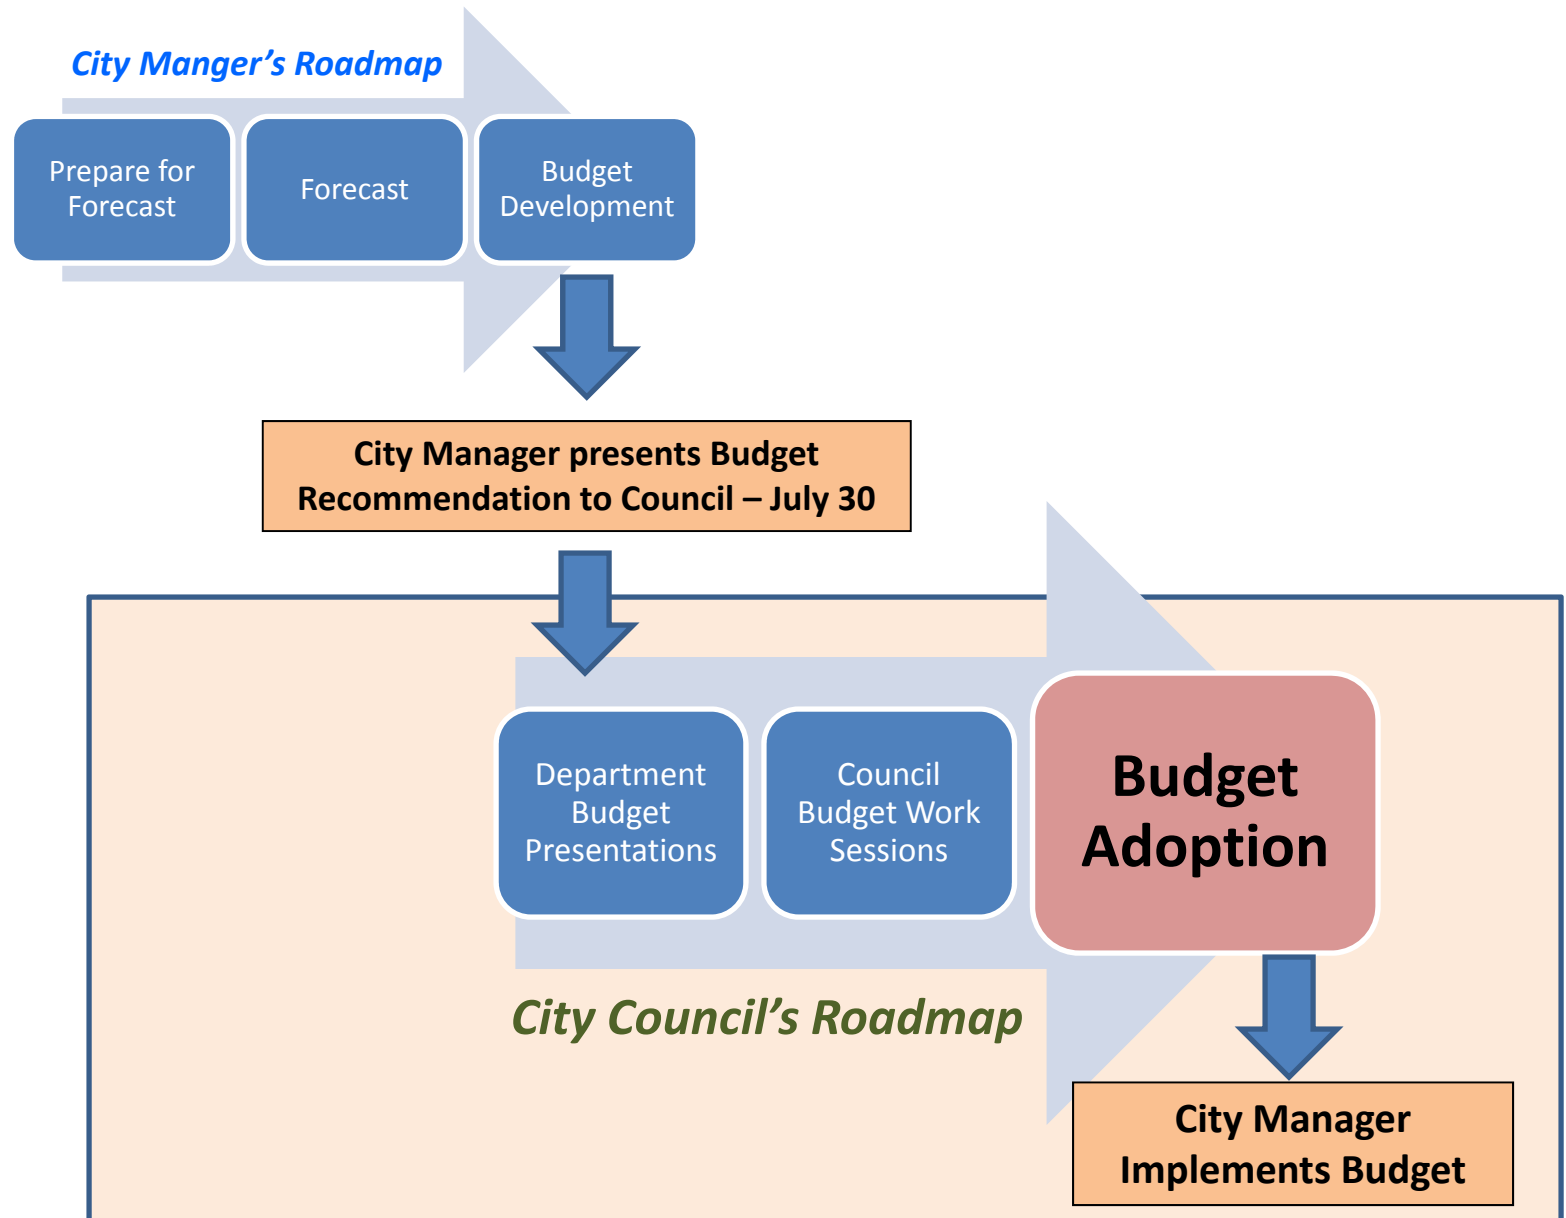 City Manger’s Roadmap
Prepare for
Forecast
Forecast
Budget
Development
City Manager presents Budget
Recommendation to Council – July 30
Department
Budget
Presentations
Council
Budget Work
Sessions
Budget
Adoption
City Council’s Roadmap
City Manager
Implements Budget